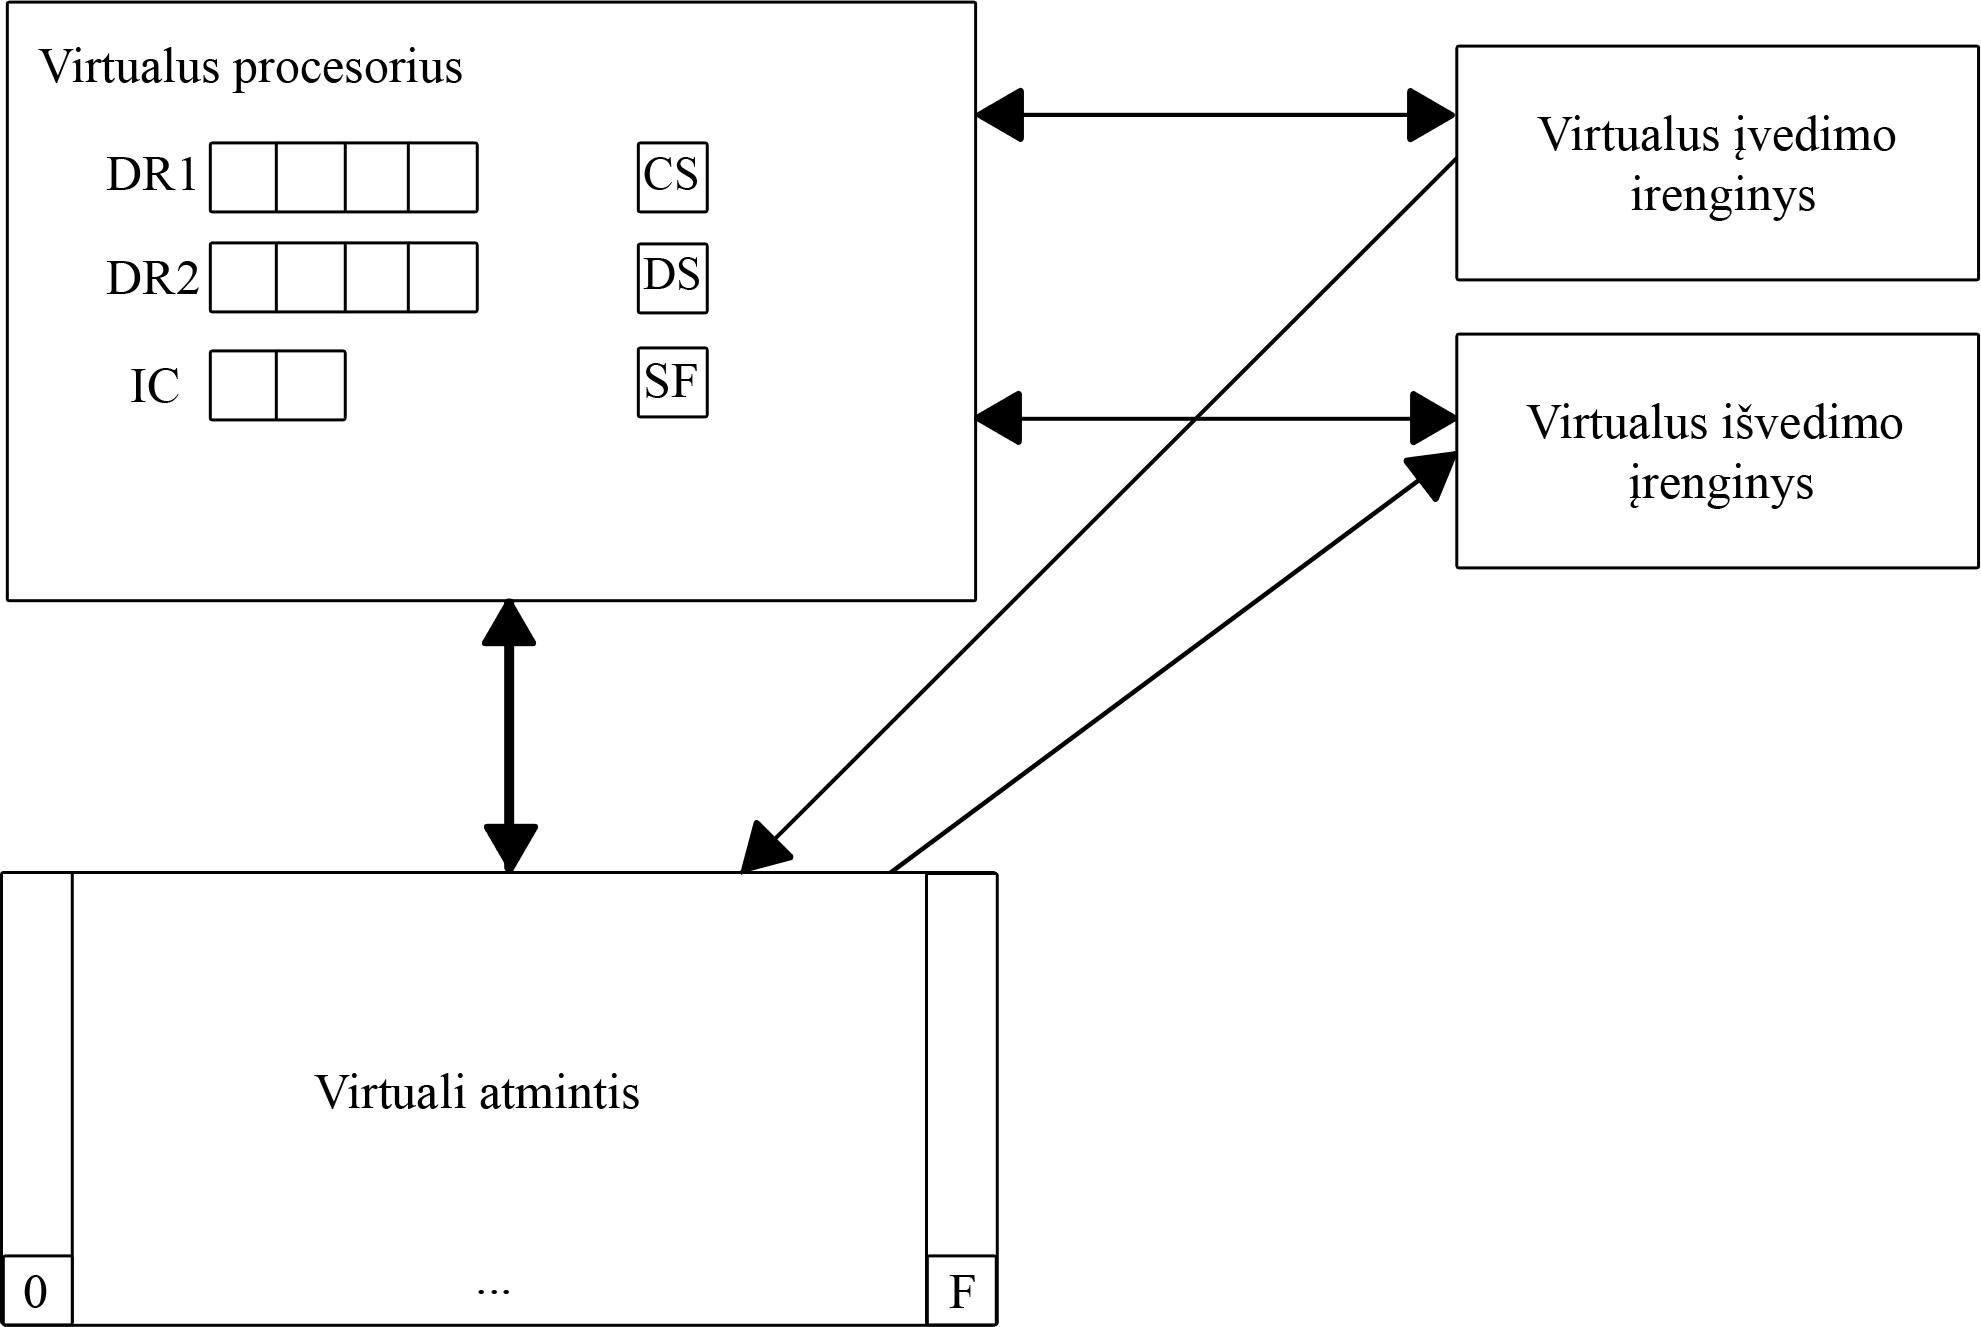 Virtualus procesorius
DR1
CS
DR2
DS
IC
SF
Virtualus įvedimo
irenginys
Virtualus išvedimo
įrenginys
Virtuali atmintis
0
...
F